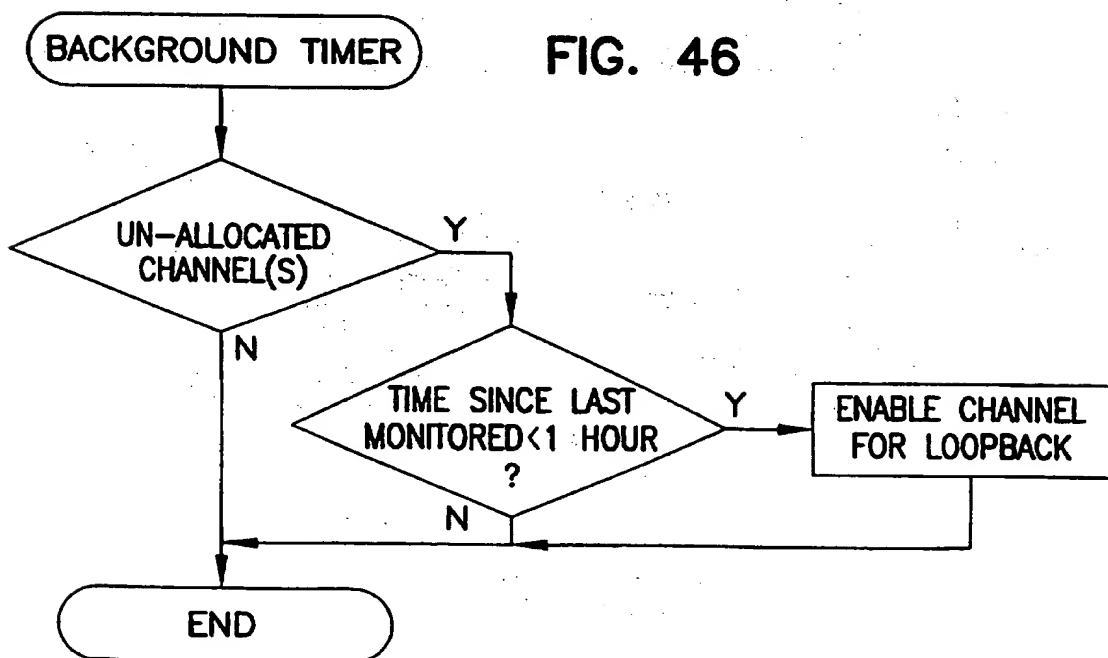 BACKGROUND TIMER
FIG. 46
UN-ALLOCATED
CHANNEL(S)
Y
N
TIME SINCE LAST
MONITORED<1 HOUR
?
Y
N
ENABLE CHANNEL
FOR LOOPBACK
END